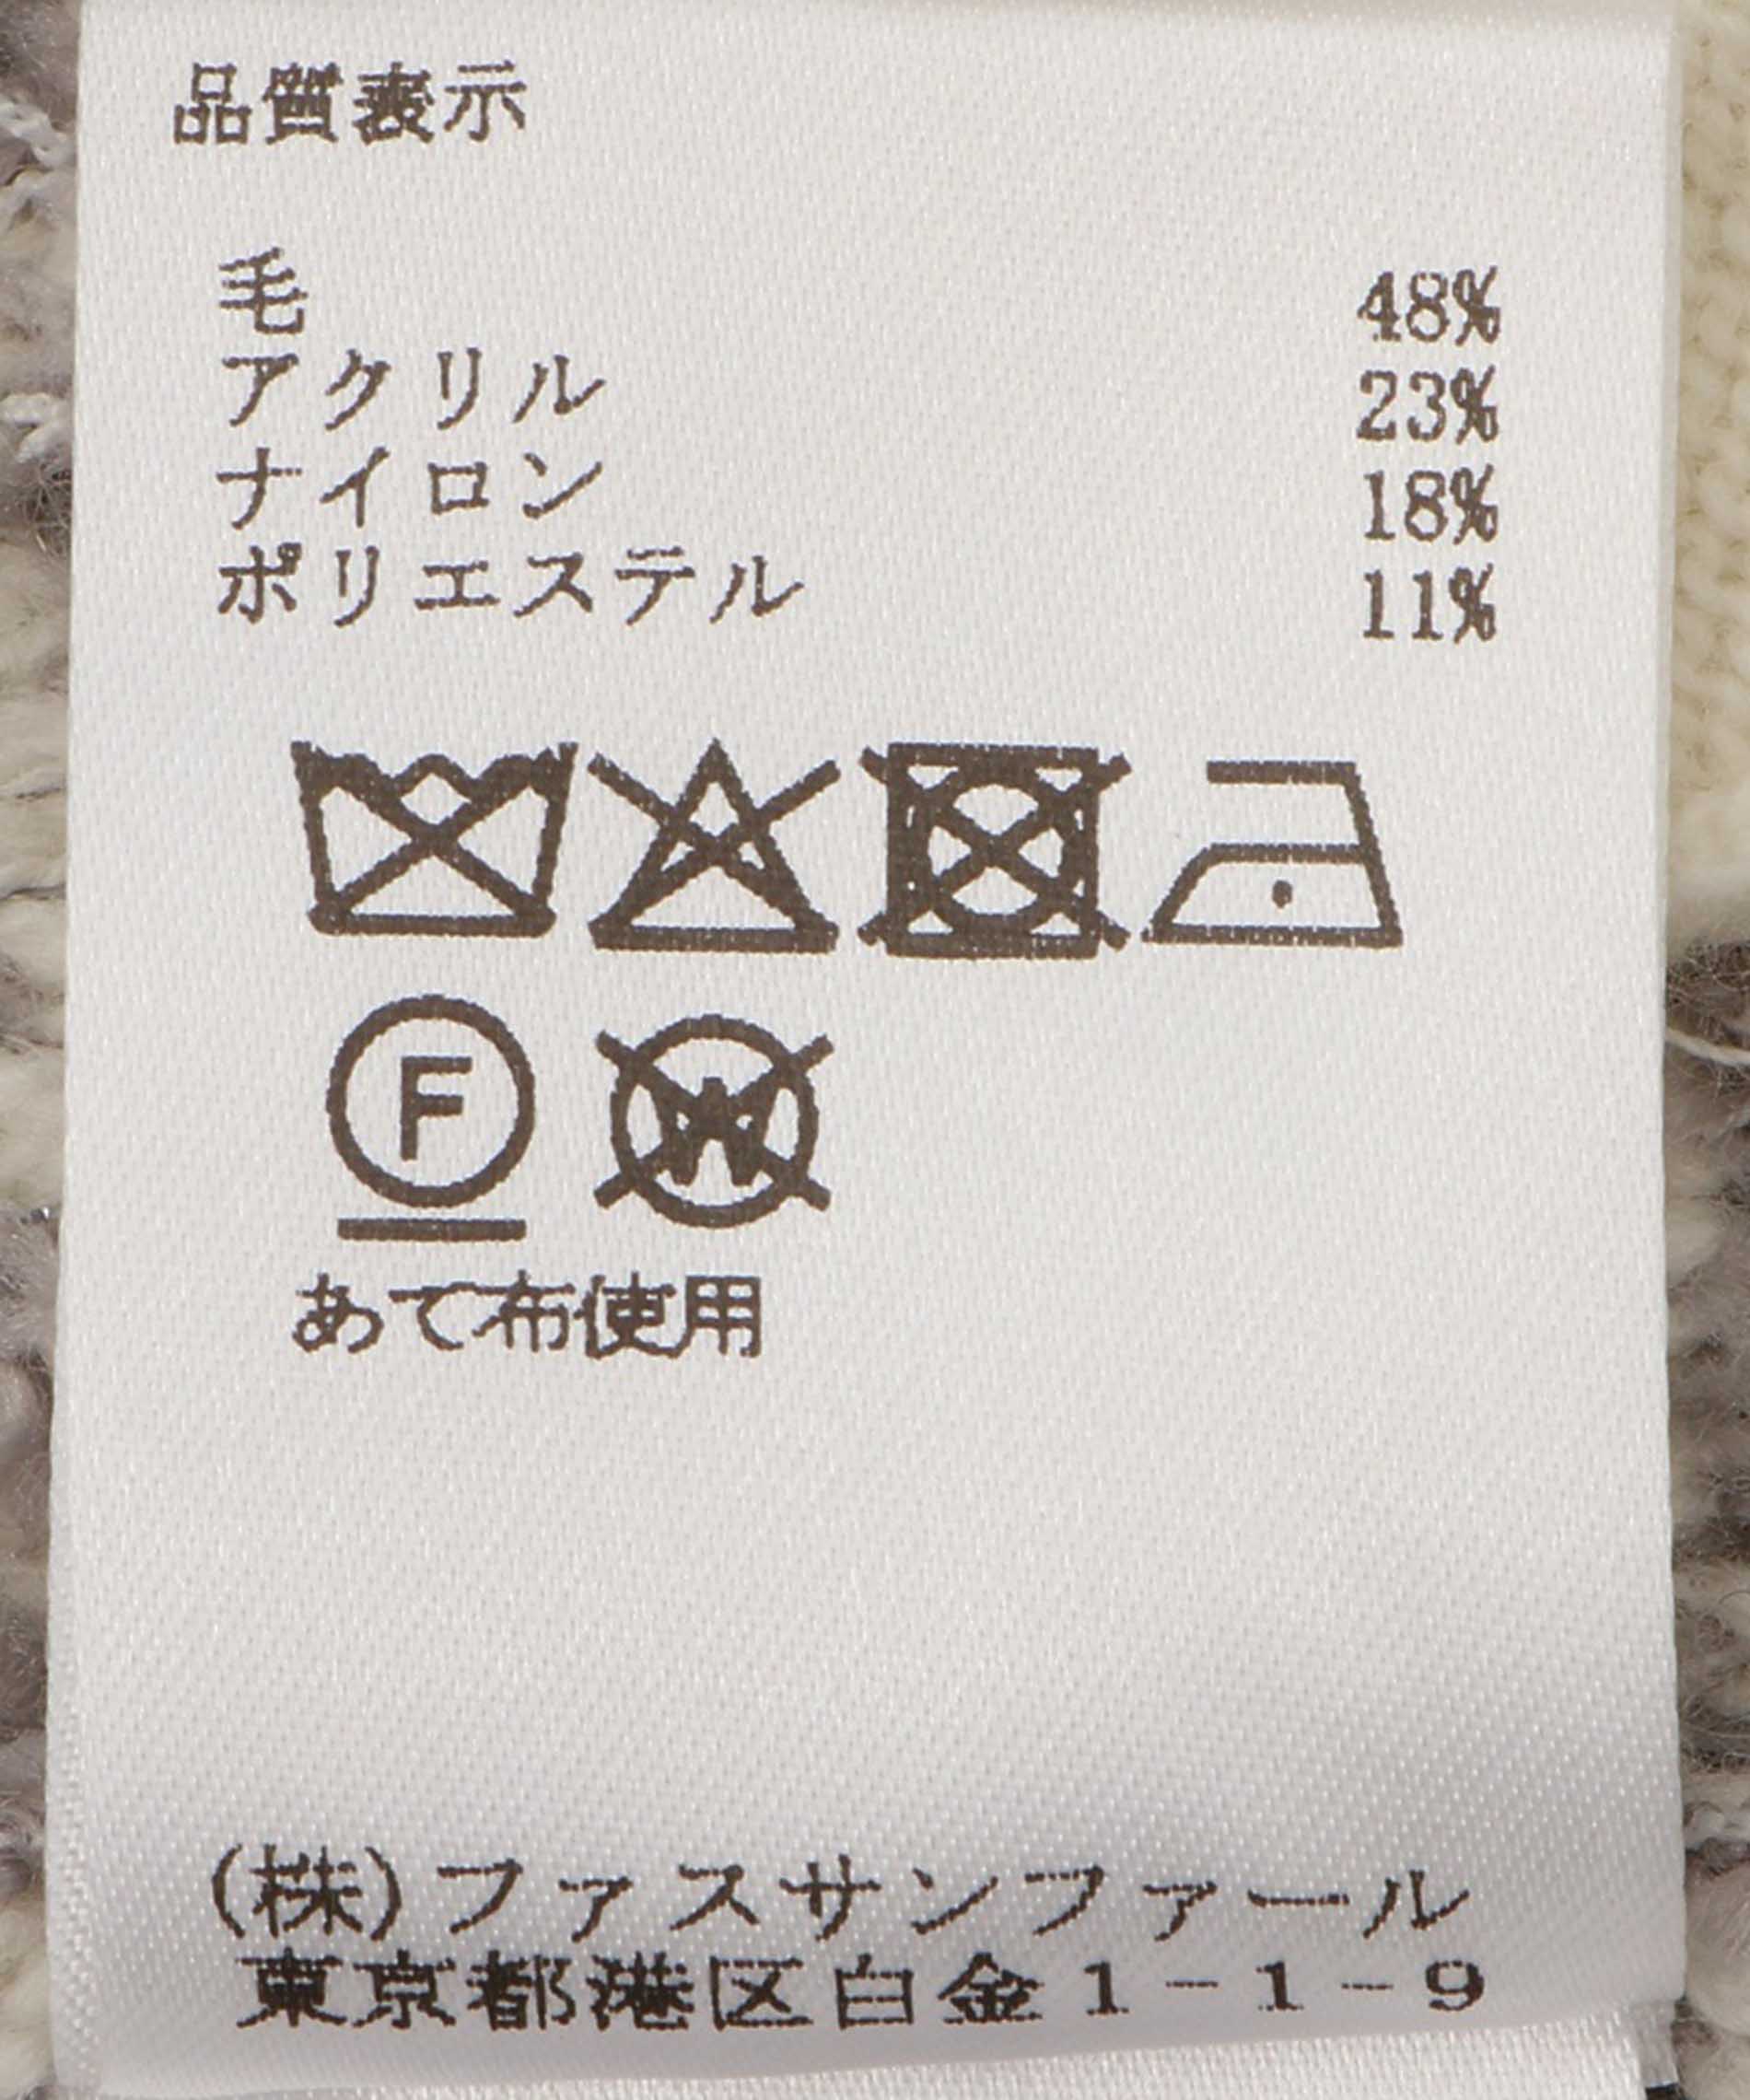 品質表示
毛 48%
アクリル 23%
ナイロン 18%
ポリエステル 11%
F W
あて布使用
(株)ファスサンファール
東京都港区白金1-1-9